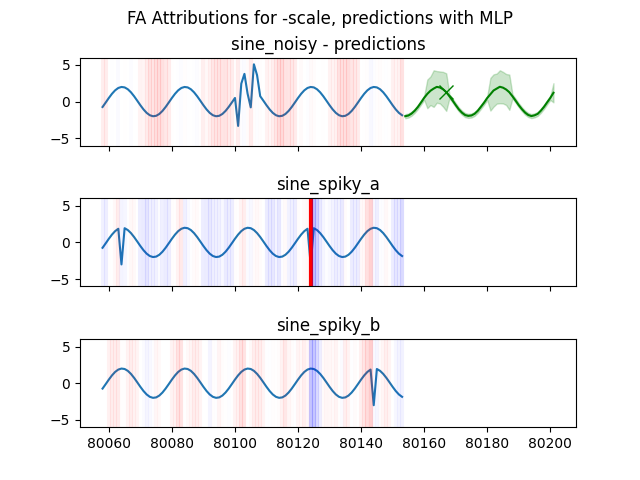 FA Attributions for -scale, predictions with MLP
sine_noisy - predictions
5
0
−5
sine_spiky_a
5
0
−5
sine_spiky_b
5
0
−5
80060 80080 80100 80120 80140 80160 80180 80200